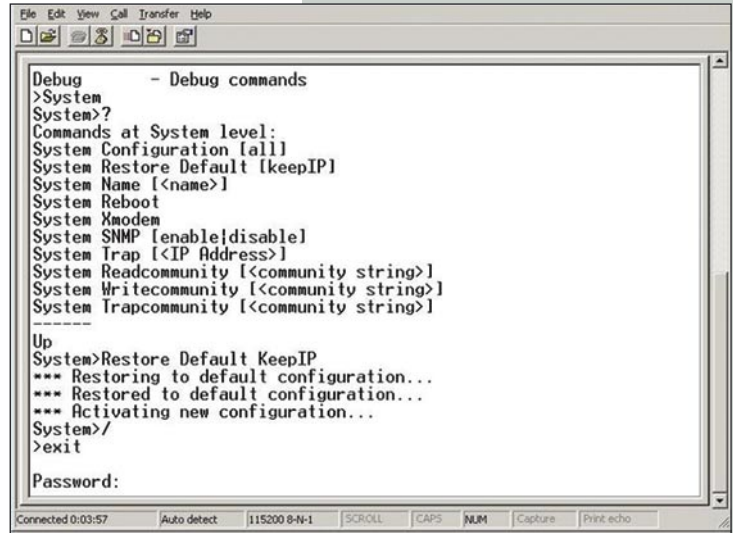 File Edit View Call Transfer Help
Debug - Debug commands
>System
System>?
Commands at System level:
System Configuration [all]
System Restore Default [keepIP]
System Name [<name>]
System Reboot
System Xmodem
System SNMP [enable|disable]
System Trap [<IP Address>]
System Readcommunity [<community string>]
System Writecommunity [<community string>]
System Trapcommunity [<community string>]
------
Up
System>Restore Default KeepIP
*** Restoring to default configuration...
*** Restored to default configuration...
*** Activating new configuration...
System>/
>exit
Password:
Connected 0:03:57 Auto detect 115200 8-N-1 SCROLL CAPS NUM Capture Print echo